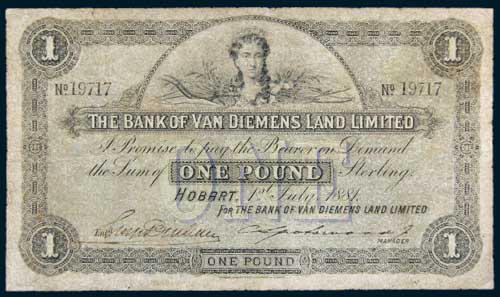 1 1
No 19717 No 19717
THE BANK OF VAN DIEMENS LAND LIMITED
I Promise to pay the Bearer on Demand
the Sum of ONE POUND Sterling.
ONE
HOBART, 1st July, 1881.
FOR THE BANK OF VAN DIEMENS LAND LIMITED
Entd
MANAGER
1 ONE POUND 1